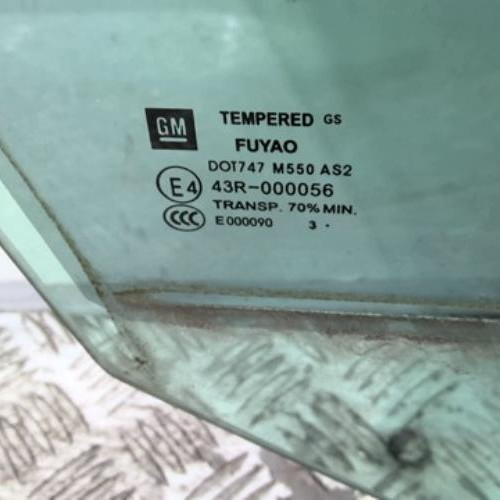 GM
TEMPERED GS
FUYAO
DOT747 M550 AS2
E4 43R-000056
CCC TRANSP. 70% MIN.
E000090 3 .